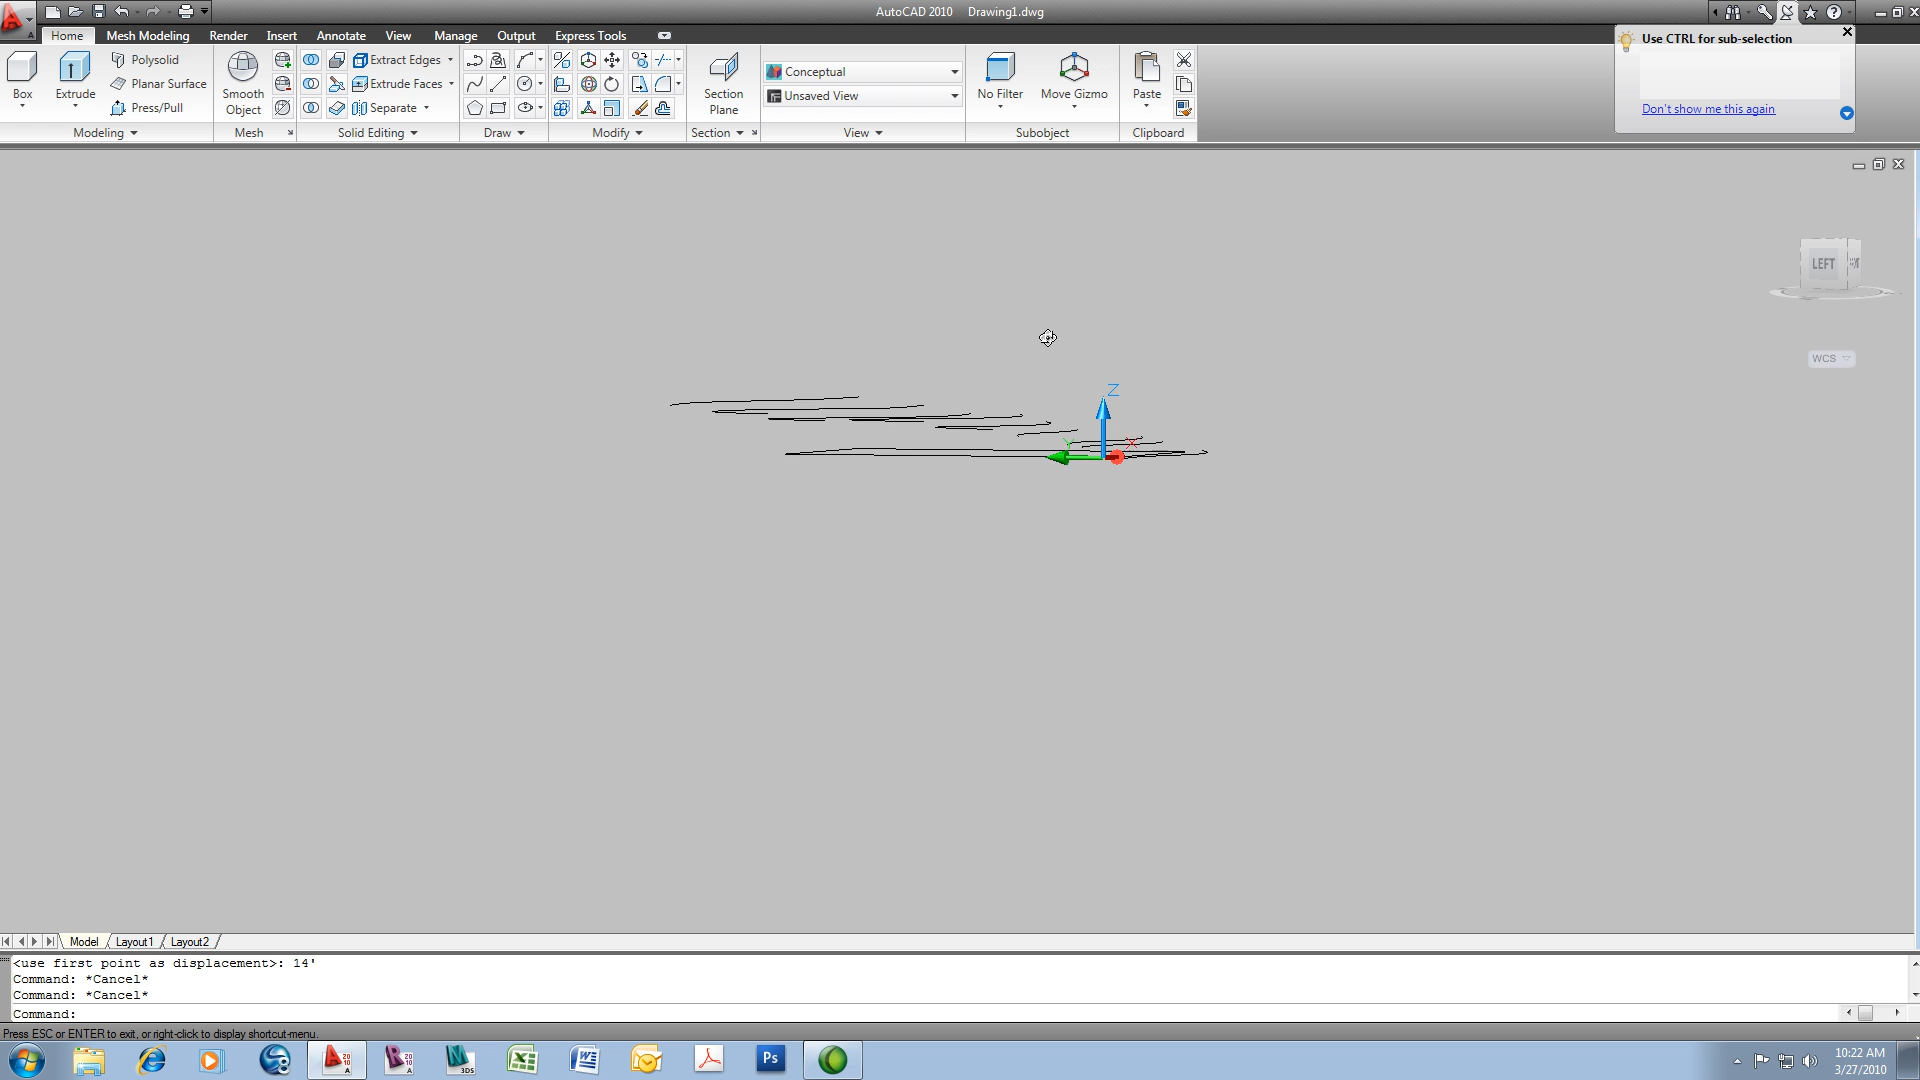 AutoCAD 2010 Drawing1.dwg
Home Mesh Modeling Render Insert Annotate View Manage Output Express Tools
Use CTRL for sub-selection
Don't show me this again
Box
Extrude
Polysolid
Planar Surface
Press/Pull
Modeling
Smooth
Object
Mesh
Extract Edges
Extrude Faces
Separate
Solid Editing
Draw
Modify
Section
Plane
Section
Conceptual
Unsaved View
View
No Filter
Move Gizmo
Subobject
Paste
Clipboard
LEFT
WCS
Z
Y
X
Model Layout1 Layout2
<use first point as displacement>: 14'
Command: *Cancel*
Command: *Cancel*
Command:
Press ESC or ENTER to exit, or right-click to display shortcut-menu.
Ps
10:22 AM
3/27/2010